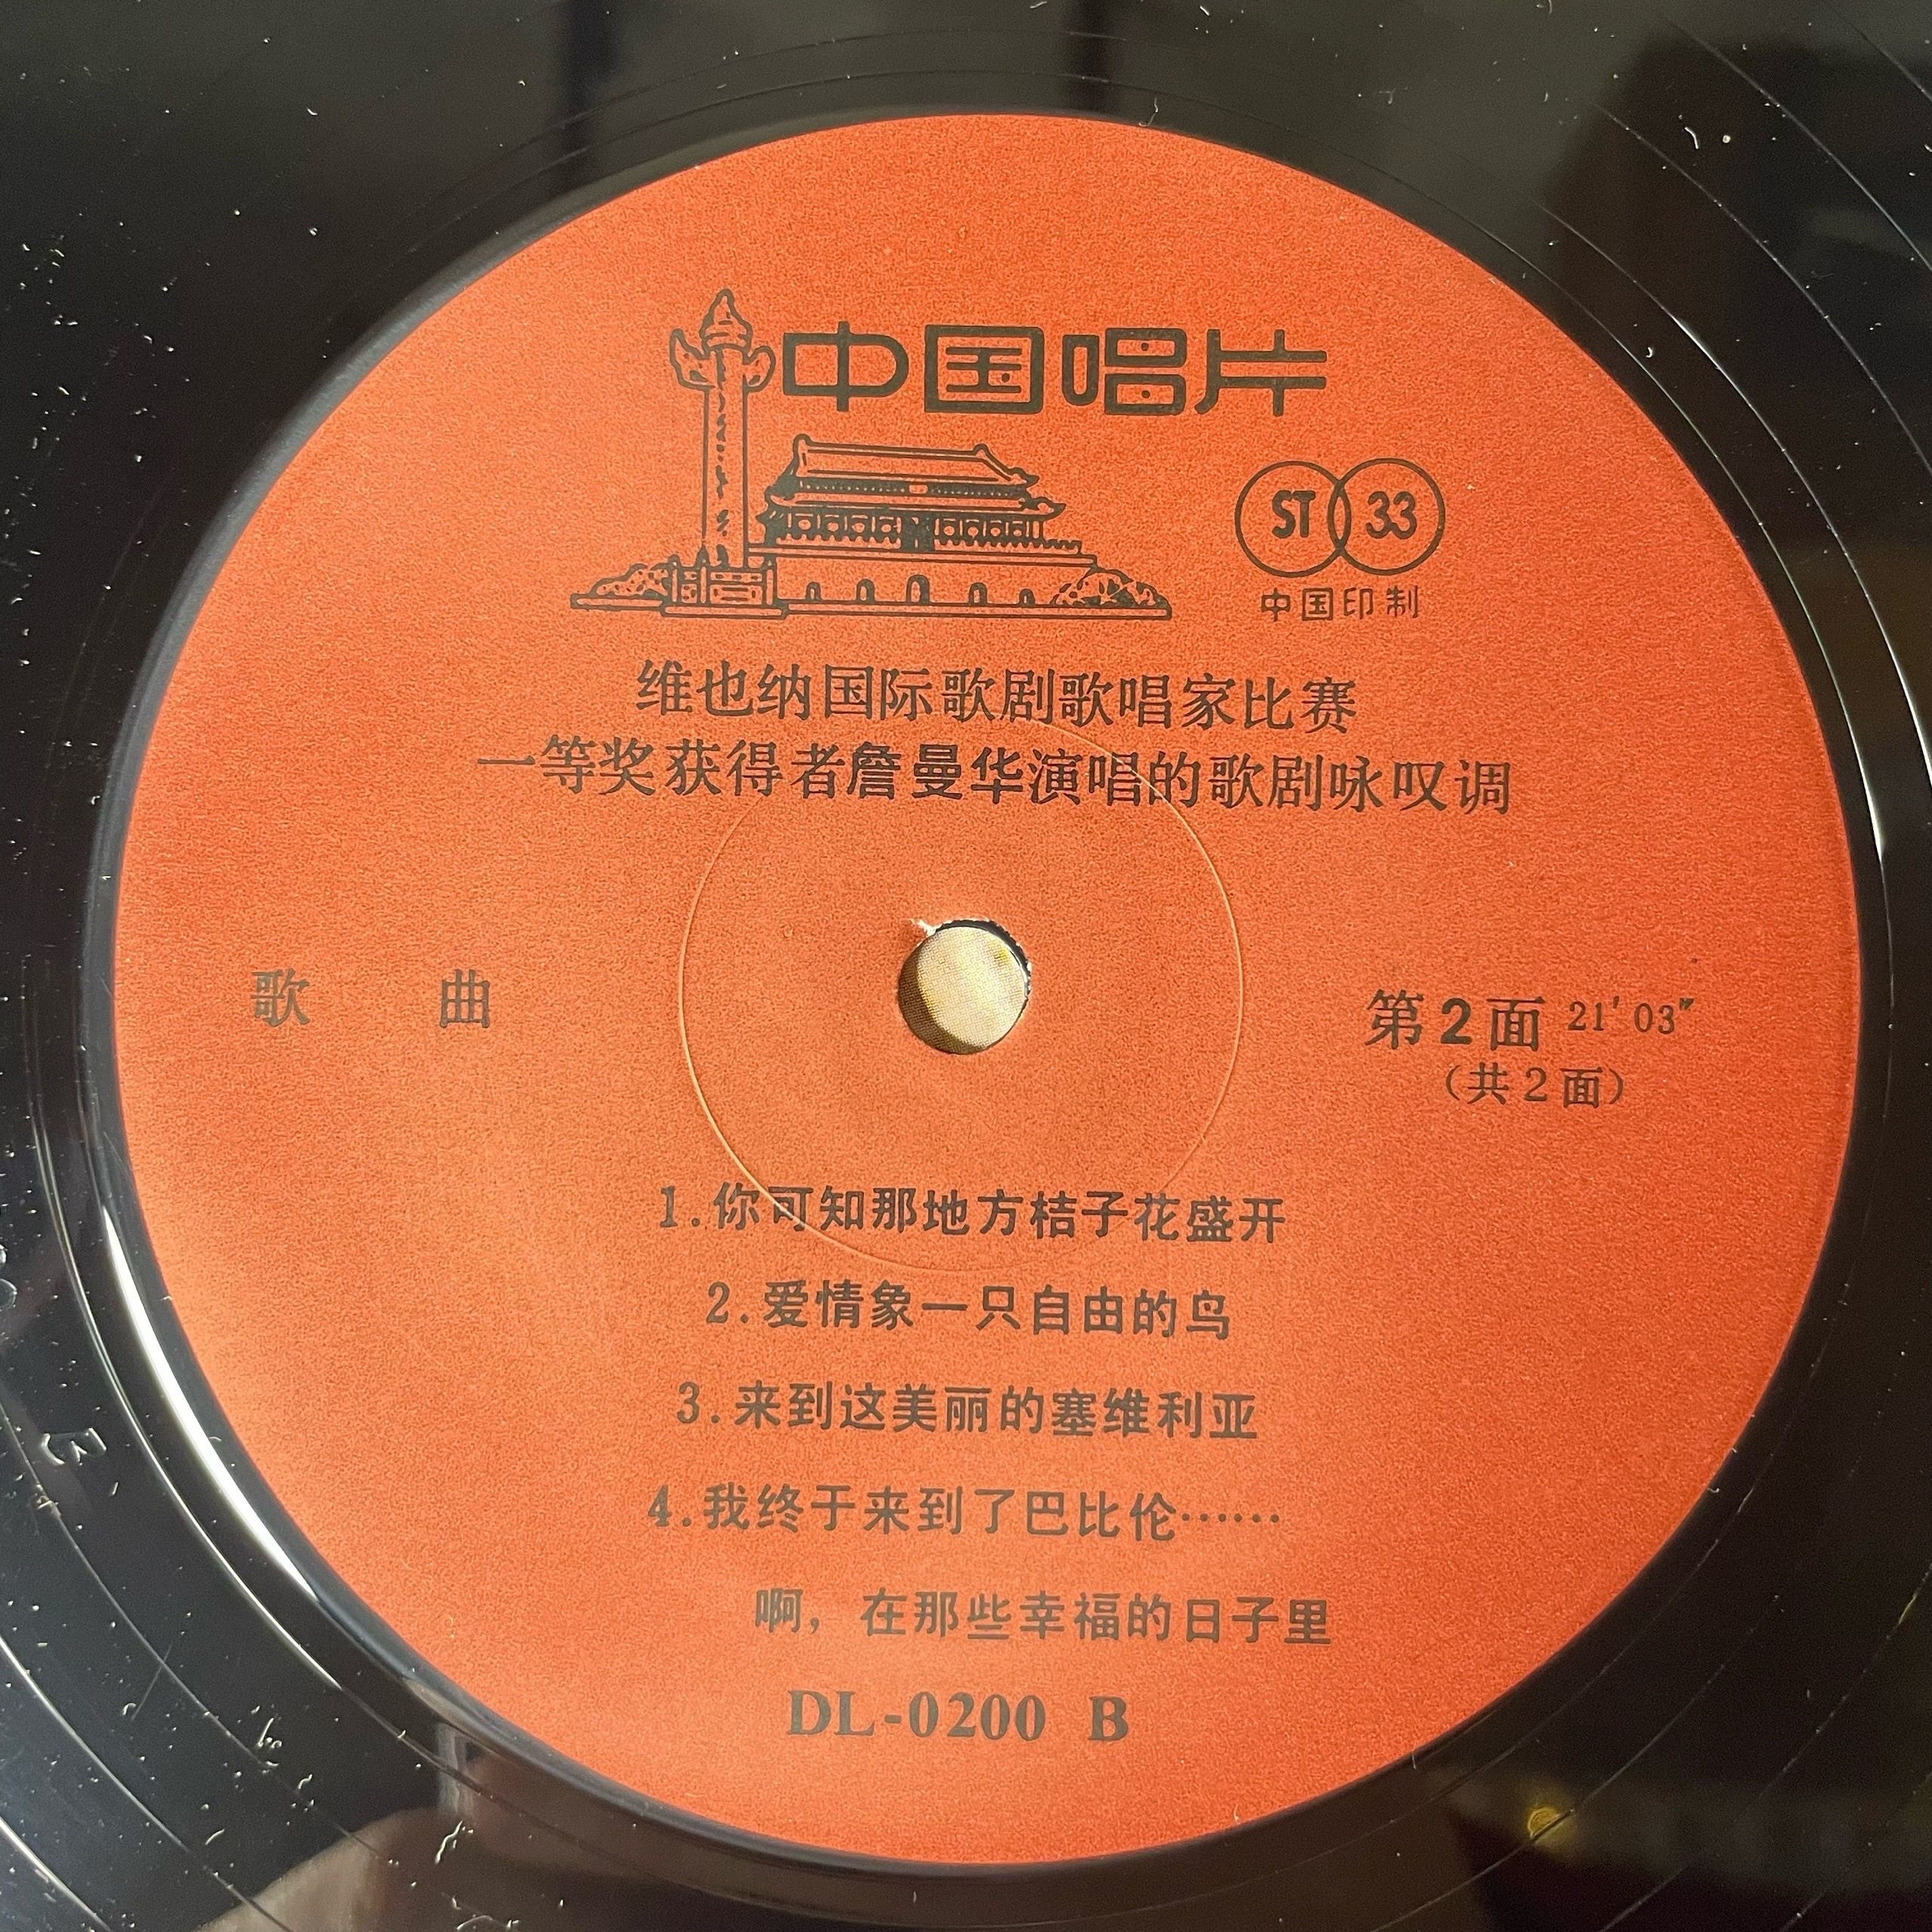 中国唱片
ST 33
中国印制
维也纳国际歌剧歌唱家比赛
一等奖获得者詹曼华演唱的歌剧咏叹调
歌 曲
第2面 21′03″
（共2面）
1.你可知那地方桔子花盛开
2.爱情象一只自由的鸟
3.来到这美丽的塞维利亚
4.我终于来到了巴比伦……
啊，在那些幸福的日子里
DL-0200 B